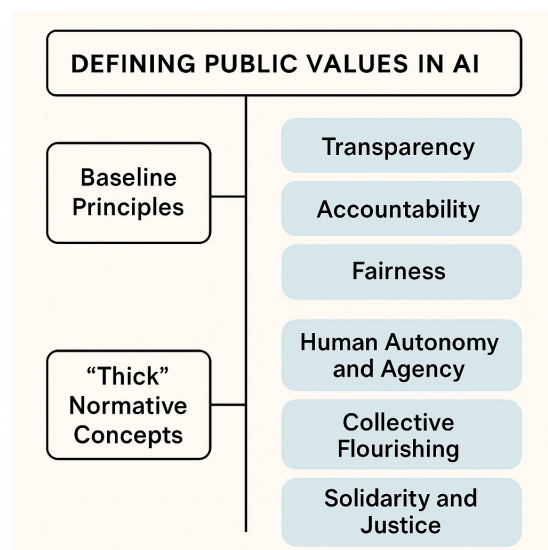 DEFINING PUBLIC VALUES IN AI
Baseline
Principles
Transparency
Accountability
Fairness
“Thick”
Normative
Concepts
Human Autonomy
and Agency
Collective
Flourishing
Solidarity and
Justice